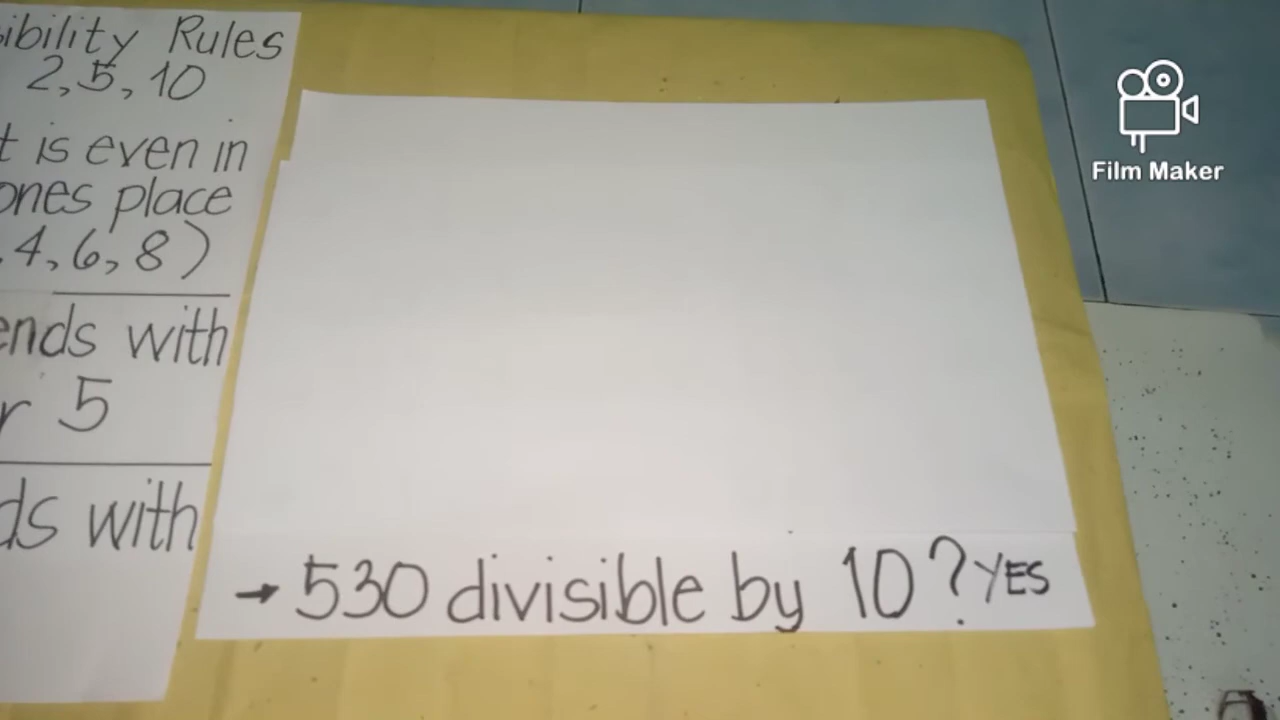 ibility Rules
2,5,10
t is even in
ones place
4,6,8)
ends with
r 5
ds with
→ 530 divisible by 10? YES
Film Maker